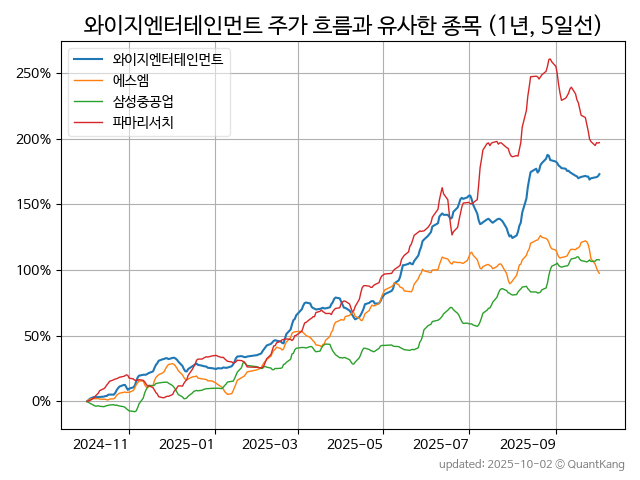 와이지엔터테인먼트 주가 흐름과 유사한 종목 (1년, 5일선)
와이지엔터테인먼트
에스엠
삼성중공업
파마리서치
250%
200%
150%
100%
50%
0%
2024-11 2025-01 2025-03 2025-05 2025-07 2025-09
updated: 2025-10-02 © QuantKang